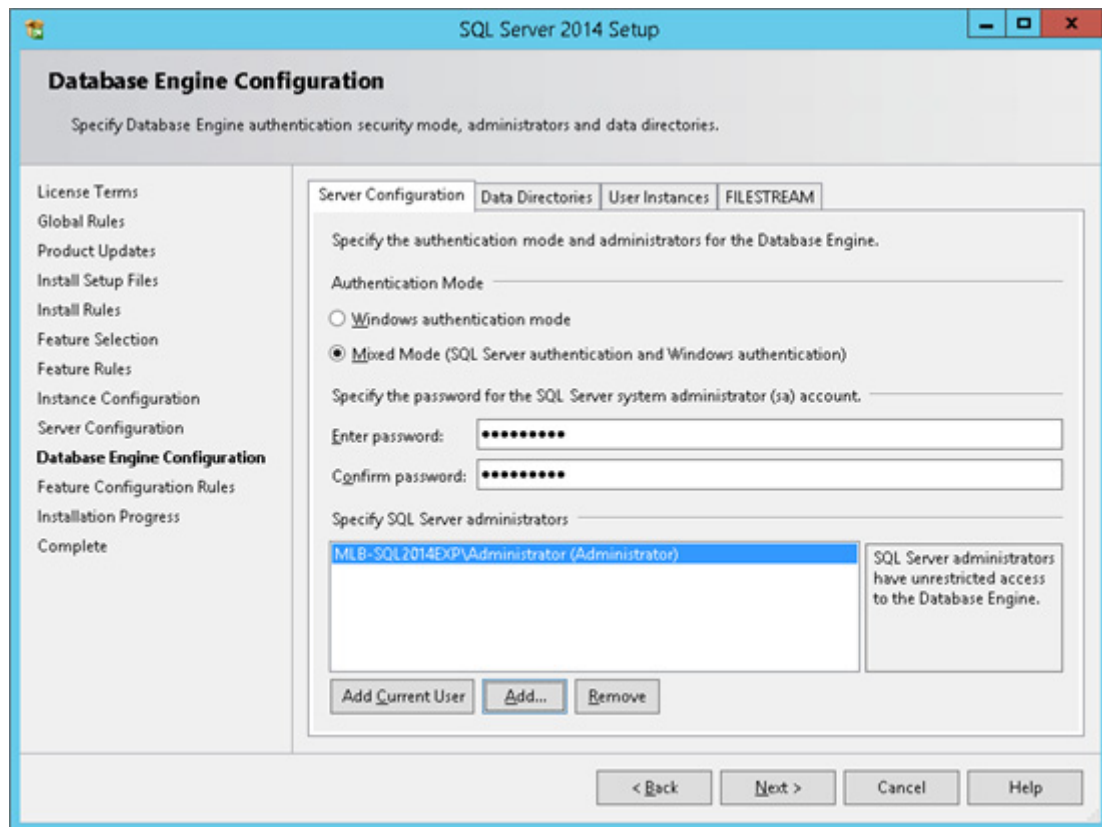 SQL Server 2014 Setup
Database Engine Configuration
Specify Database Engine authentication security mode, administrators and data directories.
License Terms
Global Rules
Product Updates
Install Setup Files
Install Rules
Feature Selection
Feature Rules
Instance Configuration
Server Configuration
Database Engine Configuration
Feature Configuration Rules
Installation Progress
Complete
Server Configuration Data Directories User Instances FILESTREAM
Specify the authentication mode and administrators for the Database Engine.
Authentication Mode
Windows authentication mode
Mixed Mode (SQL Server authentication and Windows authentication)
Specify the password for the SQL Server system administrator (sa) account.
Enter password: •••••••••
Confirm password: •••••••••
Specify SQL Server administrators
MLB-SQL2014EXP\Administrator (Administrator)
SQL Server administrators
have unrestricted access
to the Database Engine.
Add Current User Add... Remove
< Back Next > Cancel Help